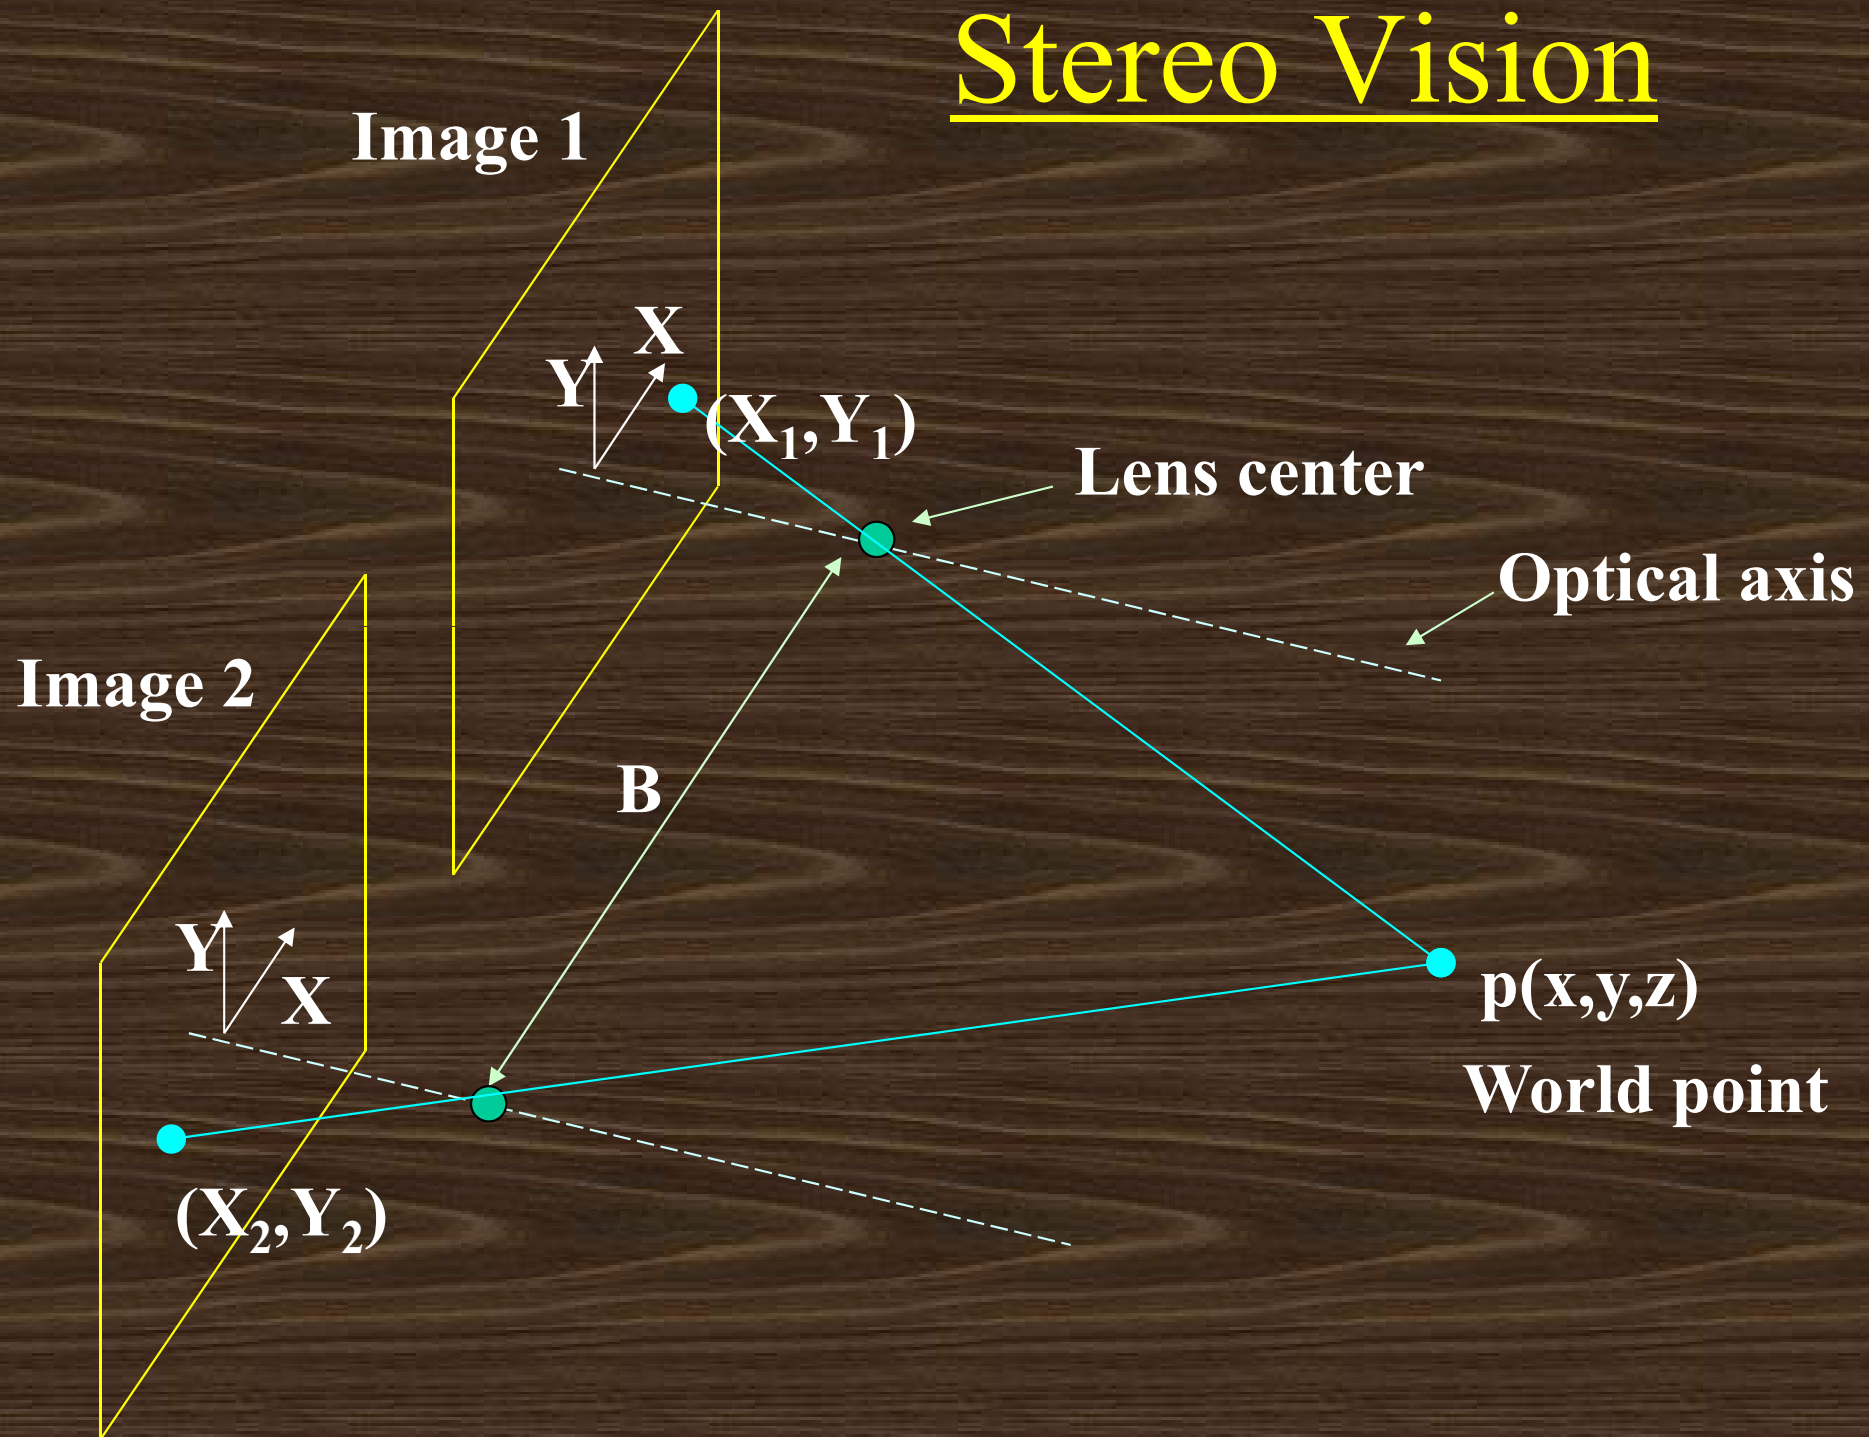 Stereo Vision
Image 1
X
Y
(X₁,Y₁)
Lens center
Optical axis
Image 2
B
Y
X
p(x,y,z)
World point
(X₂,Y₂)